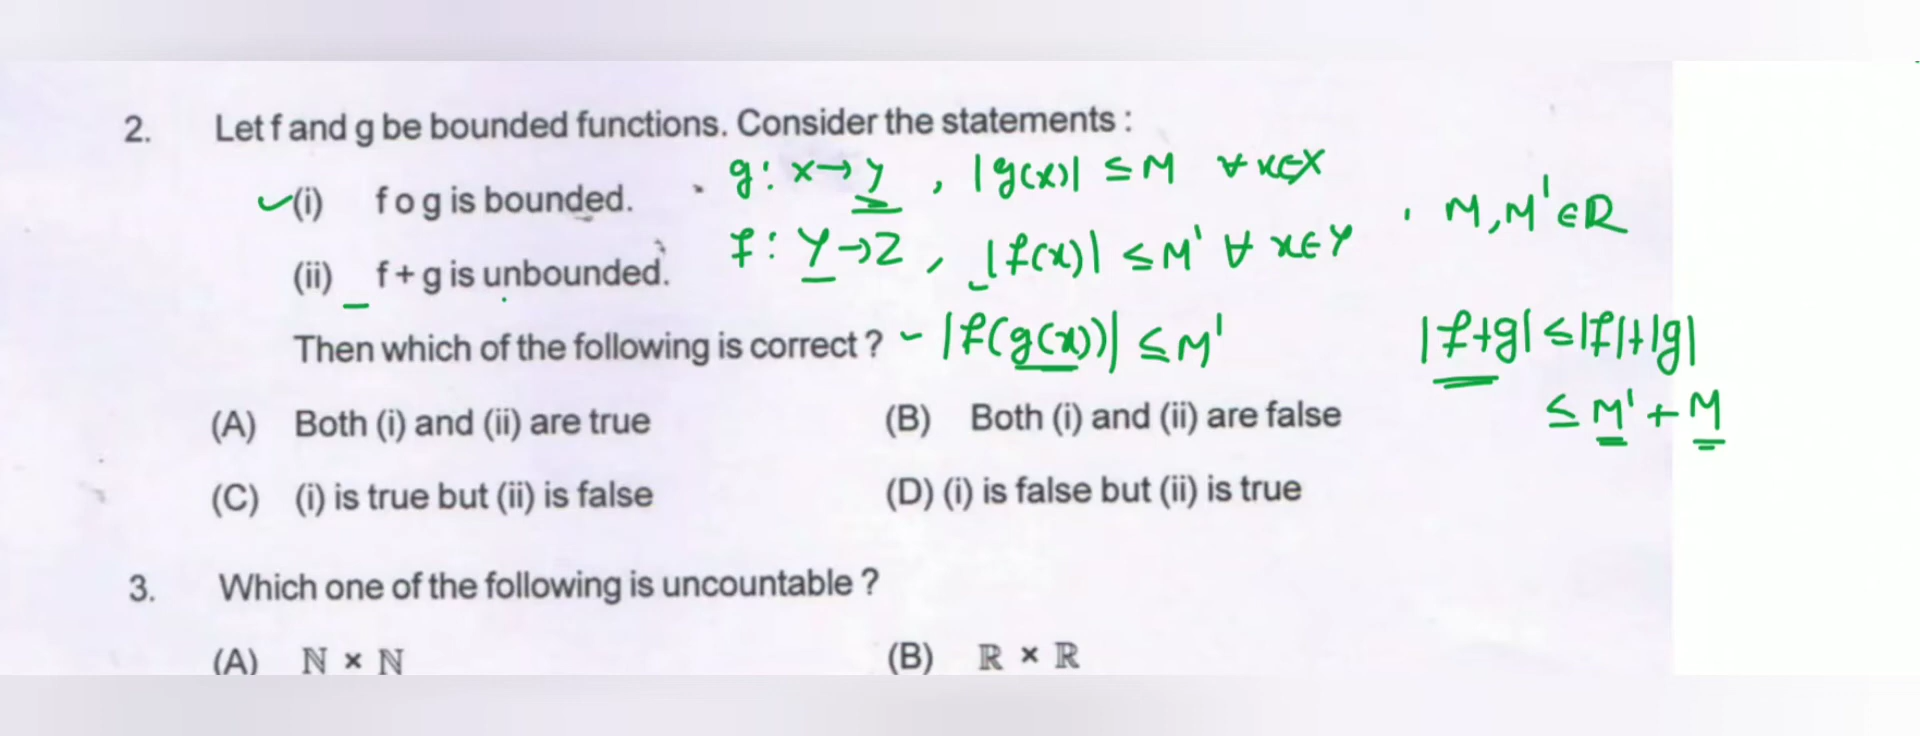 2. Let f and g be bounded functions. Consider the statements :
g: x→y , |g(x)| ≤ M ∀ x∈X
(i) f o g is bounded.
, M, M' ∈ R
f: Y→Z , |f(x)| ≤ M' ∀ x∈Y
(ii) f + g is unbounded.
Then which of the following is correct ? - |f(g(x))| ≤ M'
|f+g| ≤ |f|+|g|
≤ M' + M
(A) Both (i) and (ii) are true (B) Both (i) and (ii) are false
(C) (i) is true but (ii) is false (D) (i) is false but (ii) is true
3. Which one of the following is uncountable ?
(A) ℕ × ℕ (B) ℝ × ℝ